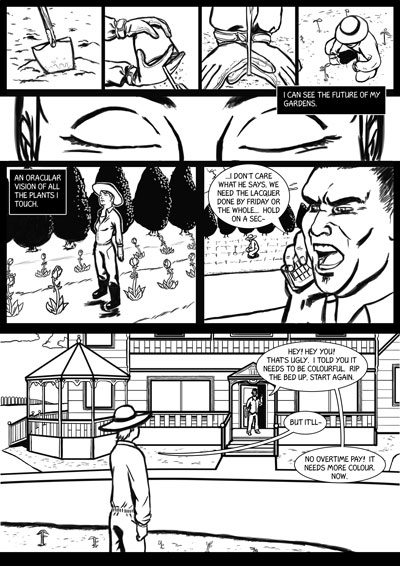 I CAN SEE THE FUTURE OF MY
GARDENS.
AN ORACULAR
VISION OF ALL
THE PLANTS I
TOUCH.
...I DON'T CARE
WHAT HE SAYS, WE
NEED THE LACQUER
DONE BY FRIDAY OR
THE WHOLE... HOLD
ON A SEC-
HEY! HEY YOU!
THAT'S UGLY. I TOLD YOU IT
NEEDS TO BE COLOURFUL. RIP
THE BED UP, START AGAIN.
BUT IT'LL-
NO OVERTIME PAY! IT
NEEDS MORE COLOUR.
NOW.